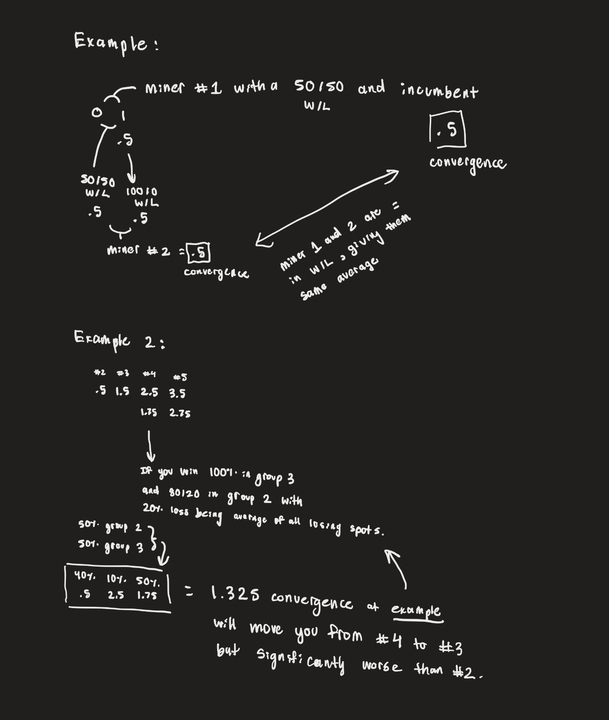 Example:
miner #1 with a 50/50 and incumbent
W/L
0 1
.5
.5
convergence
50/50
W/L
.5
100/0
W/L
.5
miner #2 = .5
convergence
miner 1 and 2 are =
in W/L, giving them
same average
Example 2:
#2 #3 #4 #5
.5 1.5 2.5 3.5
1.75 2.75
If you win 100% in group 3
and 80/20 in group 2 with
20% loss being average of all losing spots.
50% group 2
50% group 3
40% 10% 50%
.5 2.5 1.75
= 1.325 convergence at example
will move you from #4 to #3
but significantly worse than #2.